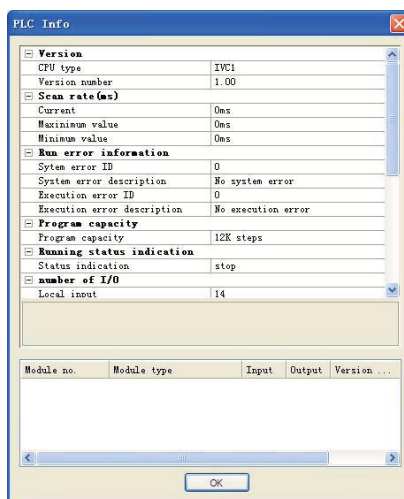 PLC Info
Version
CPU type IVC1
Version number 1.00
Scan rate(ms)
Current 0ms
Maxinimum value 0ms
Minimum value 0ms
Run error information
Sytem error ID 0
System error description No system error
Execution error ID 0
Execution error description No execution error
Program capacity
Program capacity 12K steps
Running status indication
Status indication stop
number of I/O
Local input 14
Module no. Module type Input Output Version ...
OK